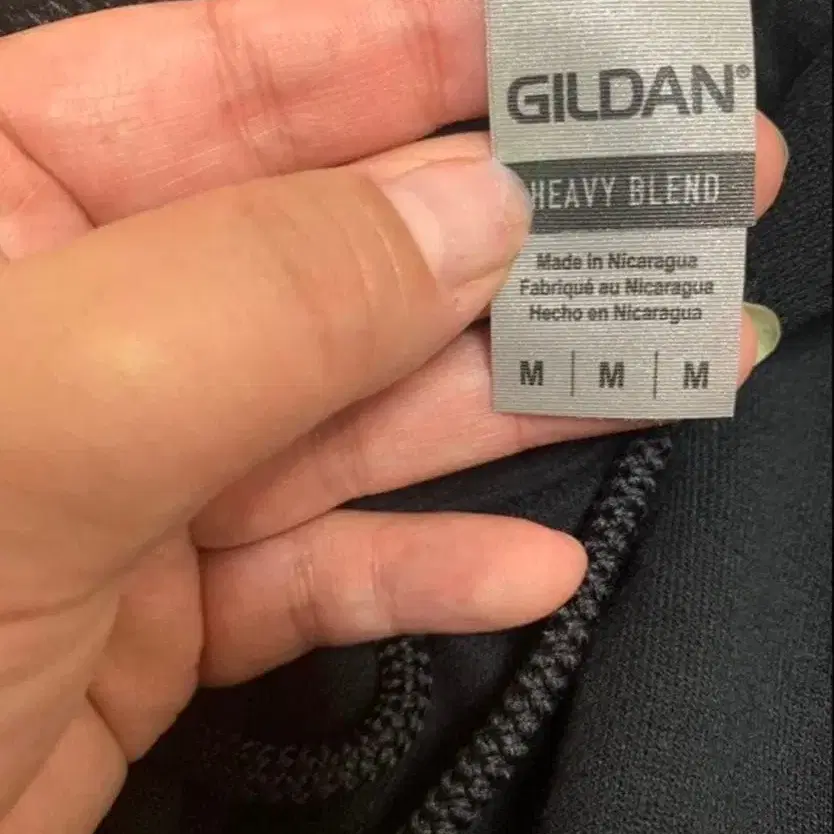 GILDAN®
HEAVY BLEND
Made in Nicaragua
Fabriqué au Nicaragua
Hecho en Nicaragua
M | M | M